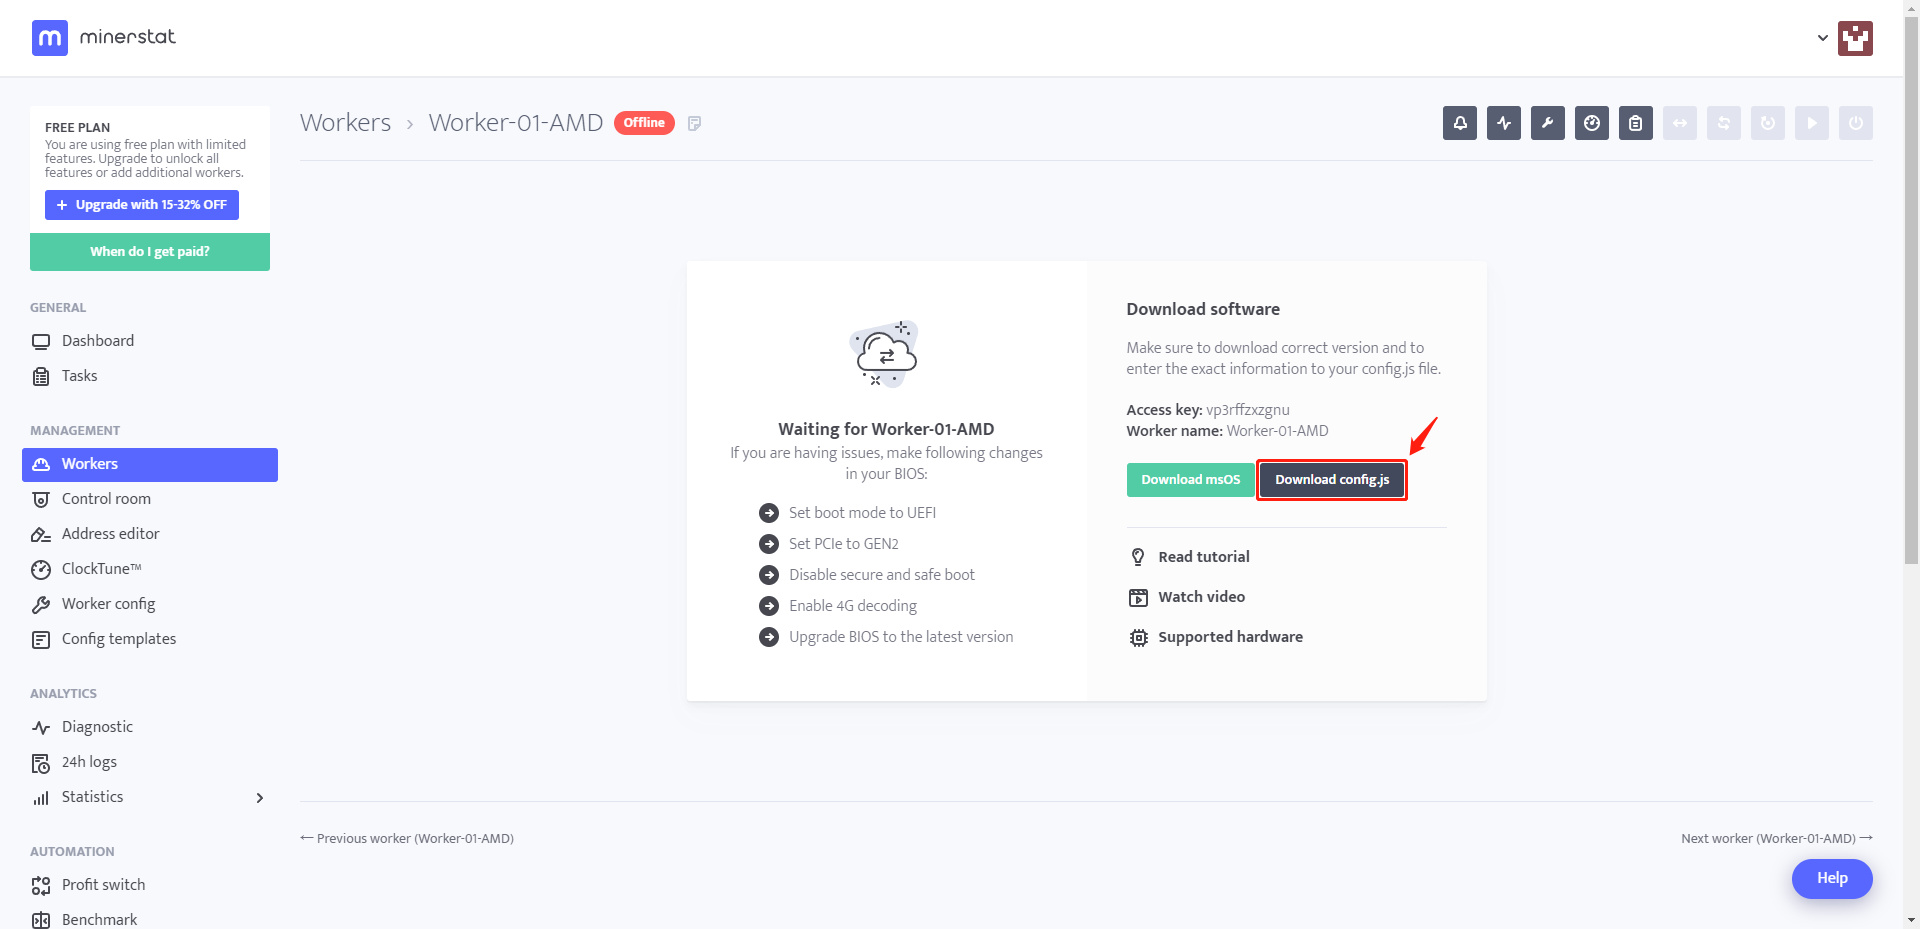 minerstat
FREE PLAN
You are using free plan with limited
features. Upgrade to unlock all
features or add additional workers.
+ Upgrade with 15-32% OFF
When do I get paid?
GENERAL
Dashboard
Tasks
MANAGEMENT
Workers
Control room
Address editor
ClockTune™
Worker config
Config templates
ANALYTICS
Diagnostic
24h logs
Statistics
AUTOMATION
Profit switch
Benchmark
Workers › Worker-01-AMD Offline
Waiting for Worker-01-AMD
If you are having issues, make following changes
in your BIOS:
Set boot mode to UEFI
Set PCIe to GEN2
Disable secure and safe boot
Enable 4G decoding
Upgrade BIOS to the latest version
Download software
Make sure to download correct version and to
enter the exact information to your config.js file.
Access key: vp3rffzxzgnu
Worker name: Worker-01-AMD
Download msOS Download config.js
Read tutorial
Watch video
Supported hardware
← Previous worker (Worker-01-AMD)
Next worker (Worker-01-AMD) →
Help